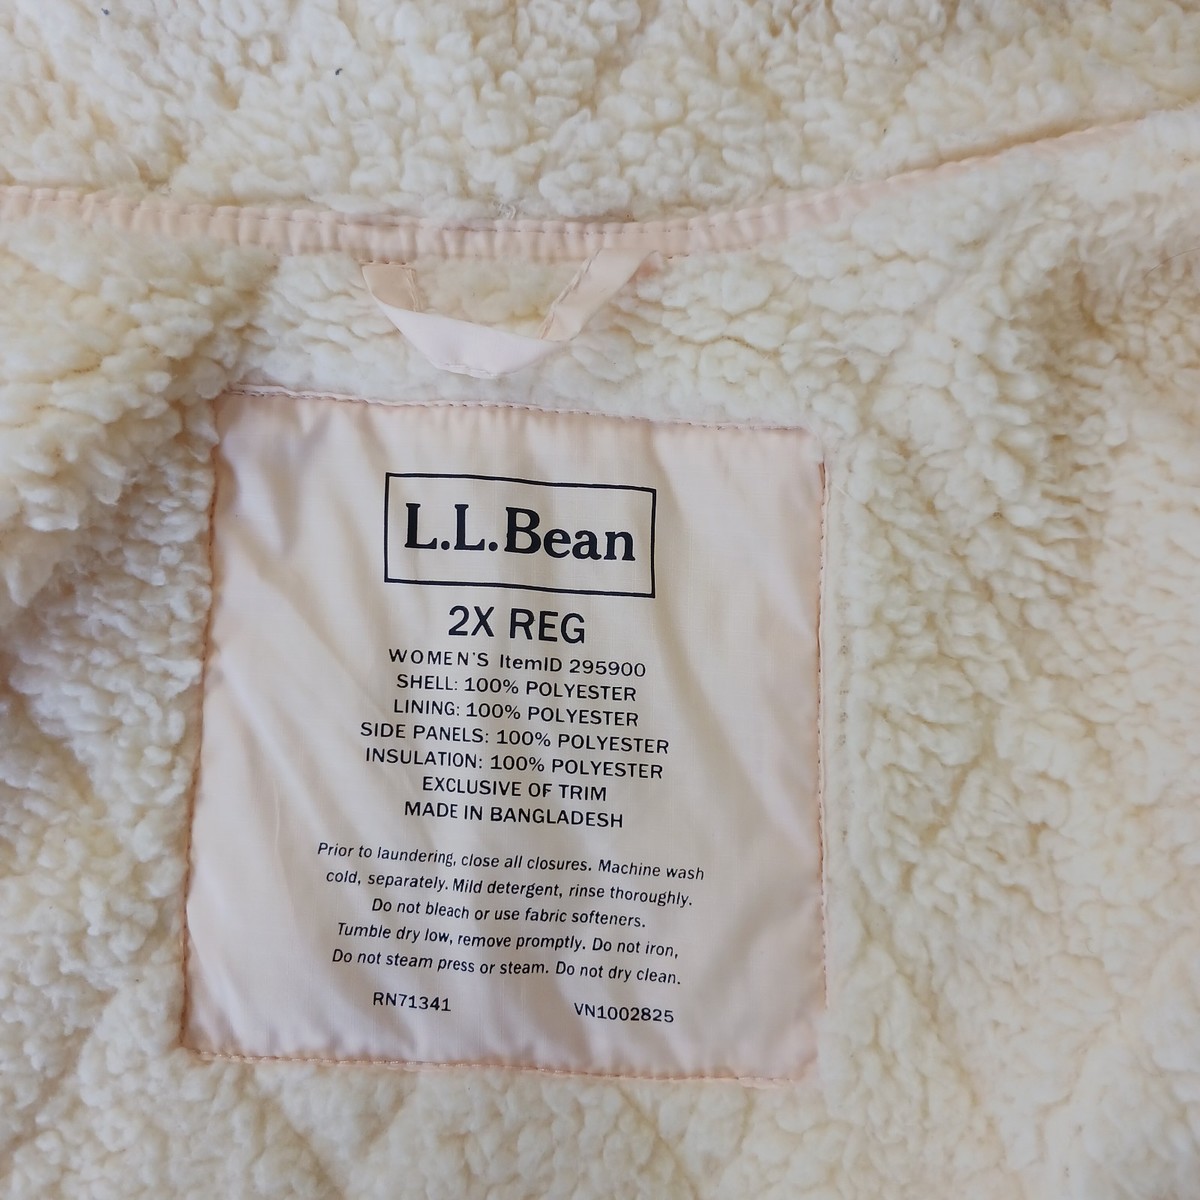 L.L.Bean
2X REG
WOMEN'S ItemID 295900
SHELL: 100% POLYESTER
LINING: 100% POLYESTER
SIDE PANELS: 100% POLYESTER
INSULATION: 100% POLYESTER
EXCLUSIVE OF TRIM
MADE IN BANGLADESH
Prior to laundering, close all closures. Machine wash
cold, separately. Mild detergent, rinse thoroughly.
Do not bleach or use fabric softeners.
Tumble dry low, remove promptly. Do not iron,
Do not steam press or steam. Do not dry clean.
RN71341 VN1002825